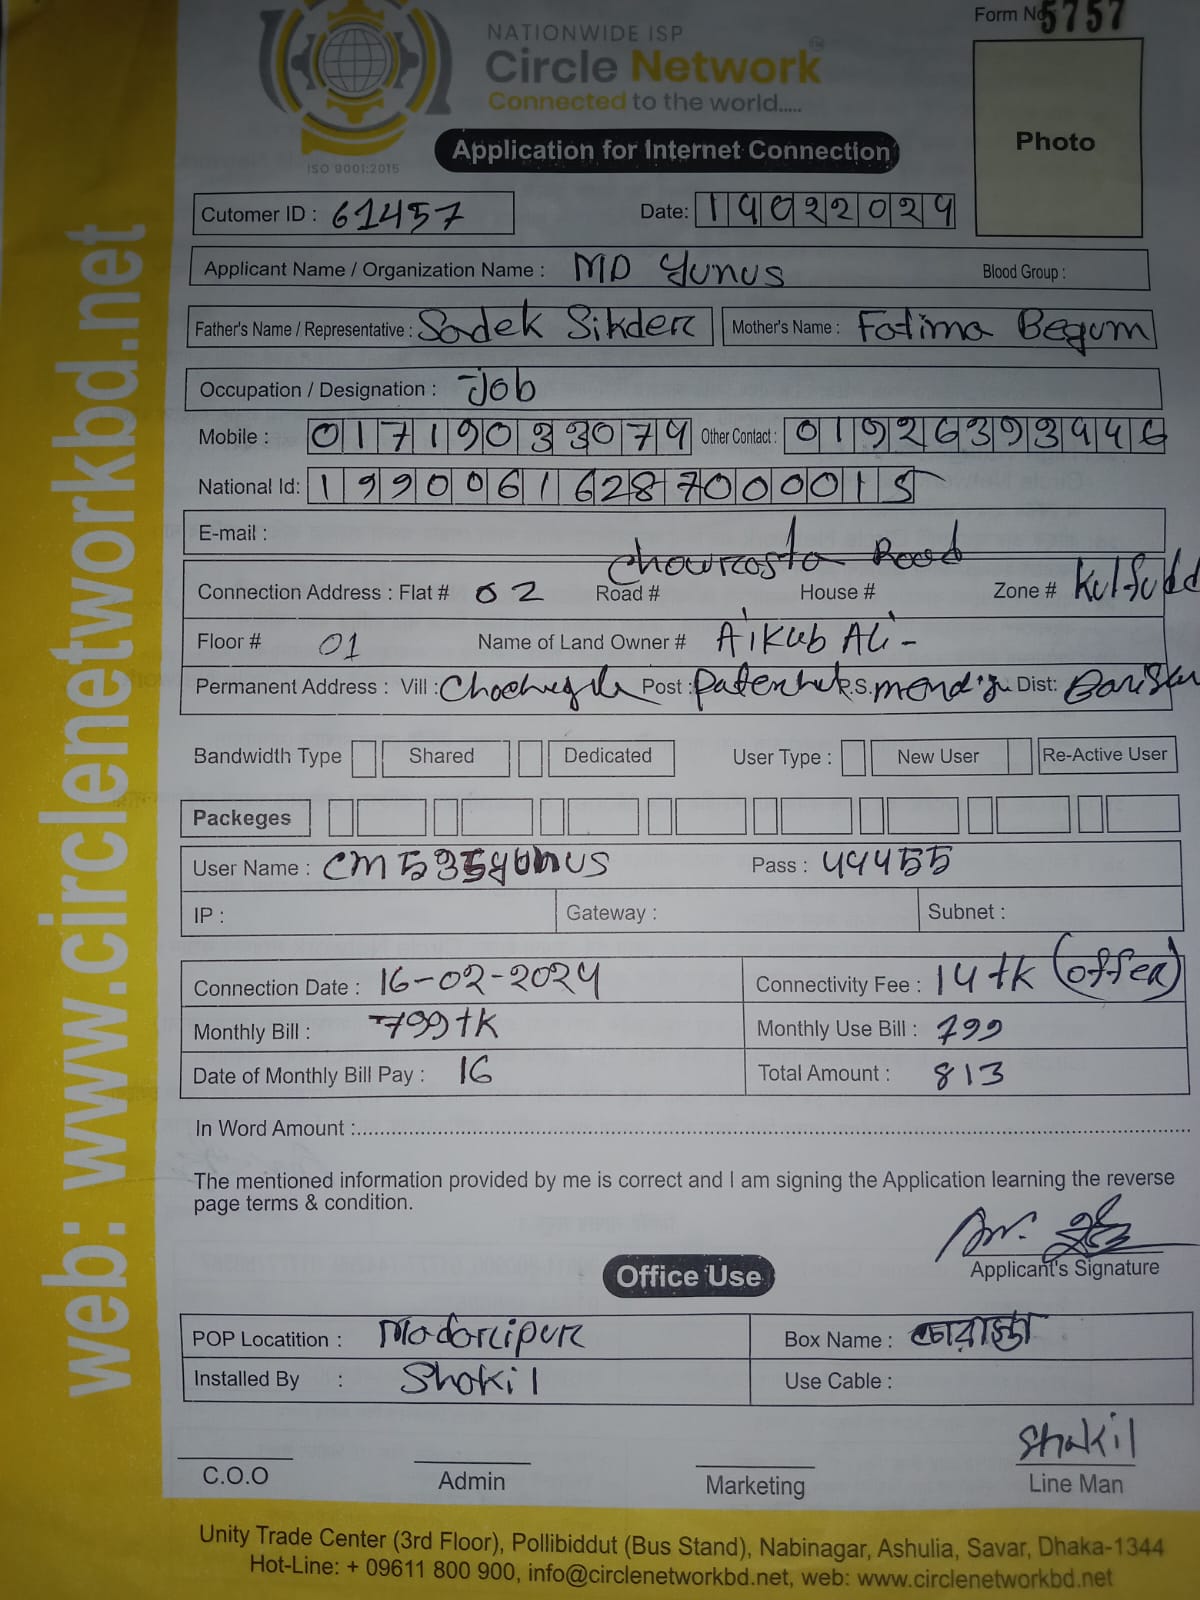 Form No 5757
NATIONWIDE ISP
Circle Network TM
Connected to the world.....
ISO 9001:2015
Application for Internet Connection
Photo
Cutomer ID : 61457
Date: 14022024
Applicant Name / Organization Name : MD Yunus Blood Group :
Father's Name / Representative : Sadek Sikder Mother's Name : Fatima Begum
Occupation / Designation : Job
Mobile : 01719033074 Other Contact : 01926393446
National Id: 19900616287000015
E-mail :
Chowrasta Road
Connection Address : Flat # 02 Road # House # Zone #
Floor # 01 Name of Land Owner # Aikub Ali -
Permanent Address : Vill : Post : P.S. Dist:
Bandwidth Type Shared Dedicated User Type : New User Re-Active User
Packeges
User Name : CM535yunus Pass : 44455
IP : Gateway : Subnet :
Connection Date : 16-02-2024 Connectivity Fee : 14 tk (offer)
Monthly Bill : 799 tk Monthly Use Bill : 799
Date of Monthly Bill Pay : 16 Total Amount : 813
In Word Amount :
The mentioned information provided by me is correct and I am signing the Application learning the reverse
page terms & condition.
Applicant's Signature
Office Use
POP Locatition : Madaripur Box Name :
Installed By : Shakil Use Cable :
Shakil
C.O.O Admin Marketing Line Man
Unity Trade Center (3rd Floor), Pollibiddut (Bus Stand), Nabinagar, Ashulia, Savar, Dhaka-1344
Hot-Line: + 09611 800 900, info@circlenetworkbd.net, web: www.circlenetworkbd.net
web: www.circlenetworkbd.net